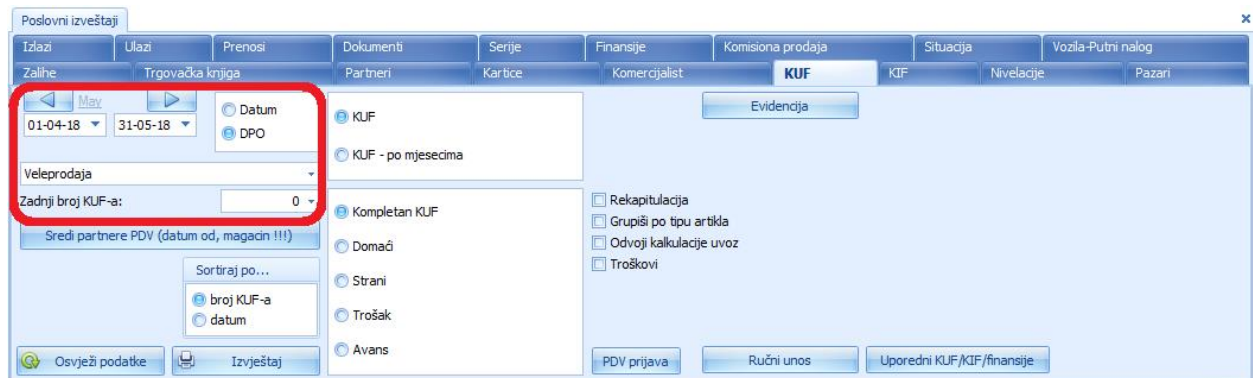 Poslovni izveštaji
Izlazi Ulazi Prenosi Dokumenti Serije Finansije Komisiona prodaja Situacija Vozila-Putni nalog
Zalihe Trgovačka knjiga Partneri Kartice Komercijalist KUF KIF Nivelacije Pazari
May
01-04-18 31-05-18
Datum
DPO
Veleprodaja
Zadnji broj KUF-a: 0
Sredi partnere PDV (datum od, magacin !!!)
Sortiraj po...
broj KUF-a
datum
Osvježi podatke Izvještaj
KUF
KUF - po mjesecima
Kompletan KUF
Domaći
Strani
Trošak
Avans
Evidencija
Rekapitulacija
Grupiši po tipu artikla
Odvoji kalkulacije uvoz
Troškovi
PDV prijava Ručni unos Uporedni KUF/KIF/finansije